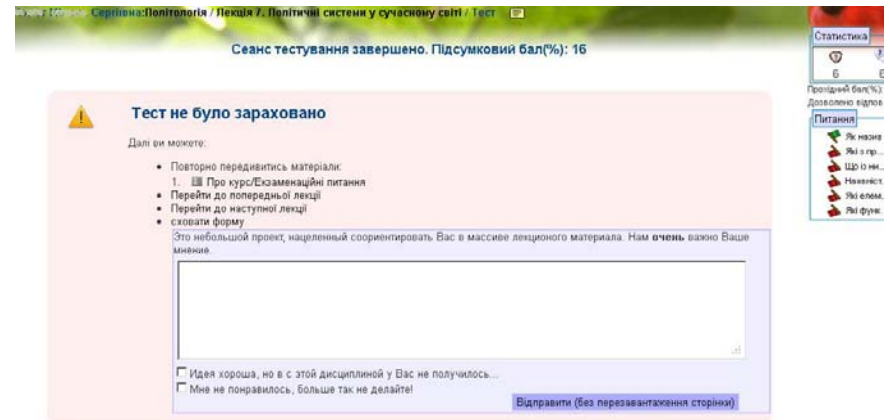 Сергіївна:Політологія / Лекція 7. Політичні системи у сучасному світі / Тест
Сеанс тестування завершено. Підсумковий бал(%): 16
Тест не було зараховано
Далі ви можете:
Повторно передивитись матеріали:
1. Про курс/Екзаменаційні питання
Перейти до попередньої лекції
Перейти до наступної лекції
сховати форму
Это небольшой проект, нацеленный соориентировать Вас в массиве лекционого материала. Нам очень важно Ваше
мнение.
Идея хороша, но в с этой дисциплиной у Вас не получилось...
Мне не понравилось, больше так не делайте!
Відправити (без перезавантаження сторінки)
Статистика
6
Прохідний бал(%):
Дозволено відпов
Питання
Як назив
Які з пр...
Що із ни...
Наявніст.
Які елем.
Які функ.